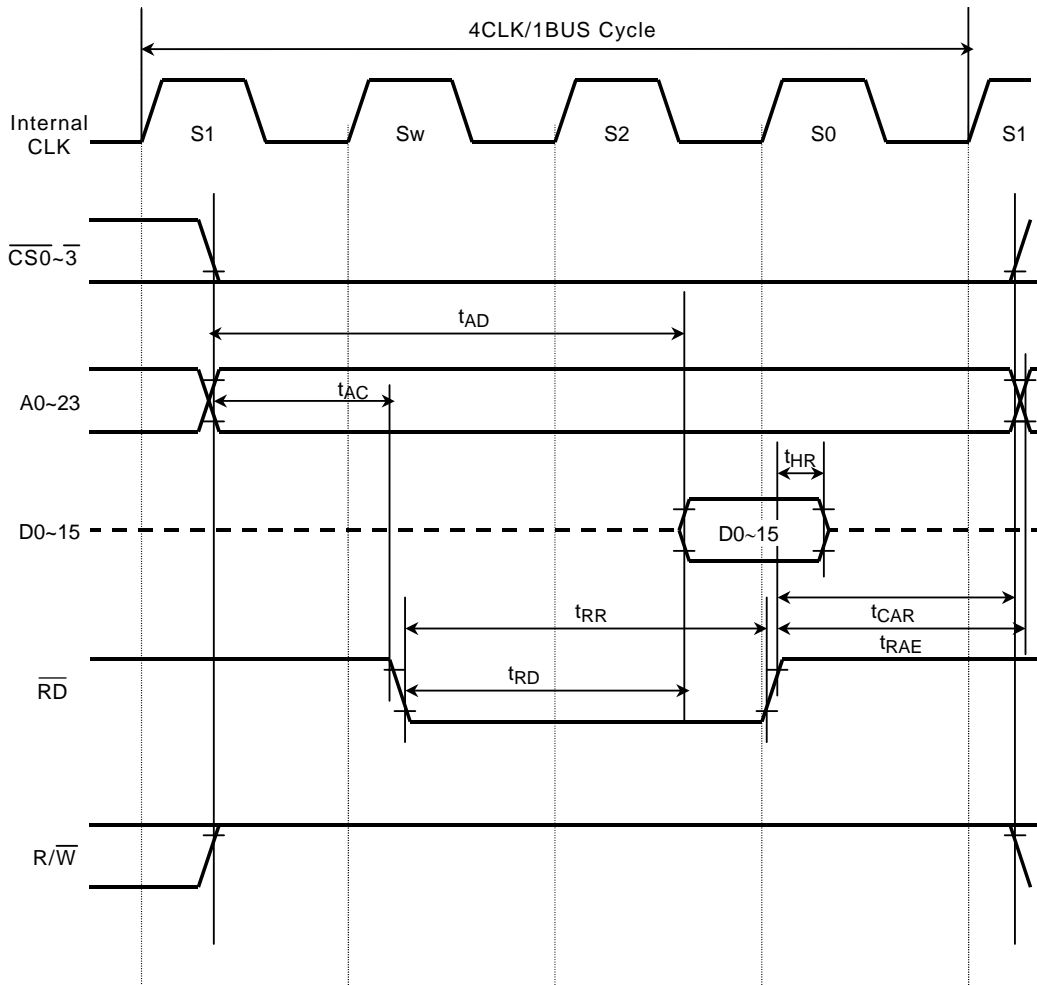 4CLK/1BUS Cycle
Internal
CLK
S1 Sw S2 S0 S1
CS0~3
tAD
A0~23
tAC
tHR
D0~15
D0~15
tRR
tCAR
tRAE
RD
tRD
R/W